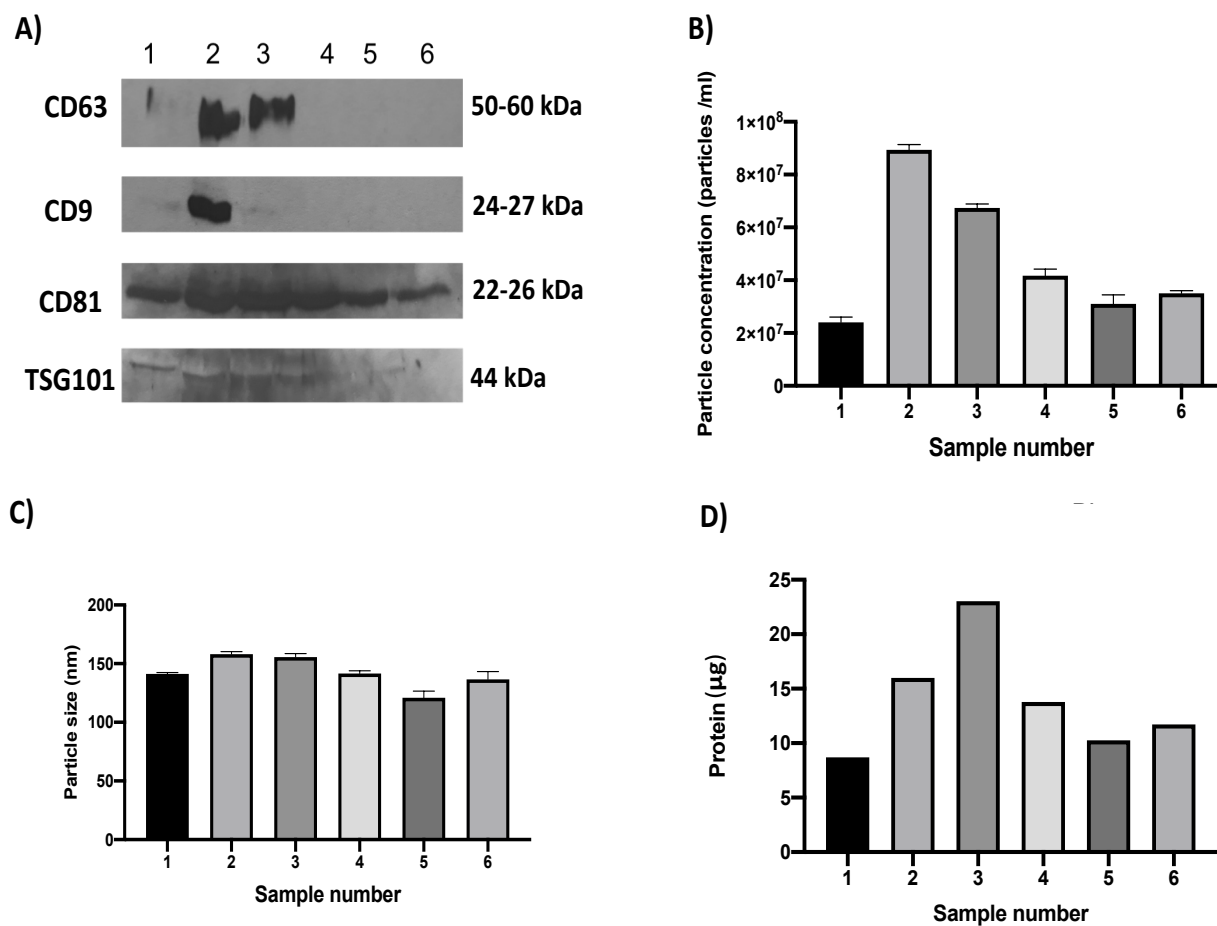 A)
1 2 3 4 5 6
CD63 50-60 kDa
CD9 24-27 kDa
CD81 22-26 kDa
TSG101 44 kDa
B)
Particle concentration (particles /ml)
1×10⁸
8×10⁷
6×10⁷
4×10⁷
2×10⁷
0
1 2 3 4 5 6
Sample number
C)
Particle size (nm)
200
150
100
50
0
1 2 3 4 5 6
Sample number
D)
Protein (μg)
25
20
15
10
5
0
1 2 3 4 5 6
Sample number